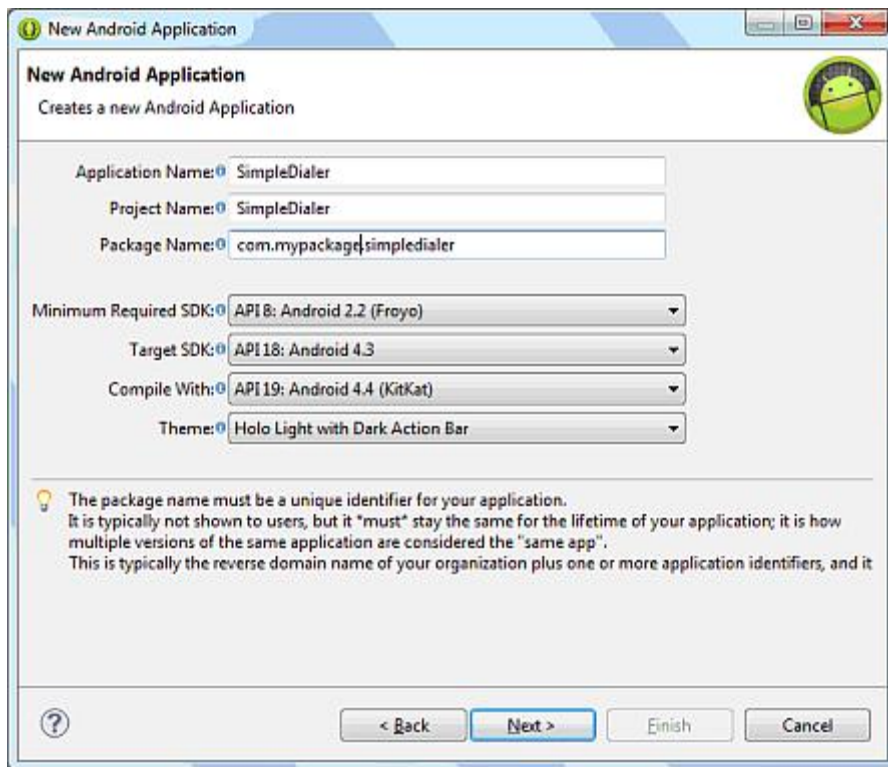 New Android Application
New Android Application
Creates a new Android Application
Application Name: SimpleDialer
Project Name: SimpleDialer
Package Name: com.mypackage.simpledialer
Minimum Required SDK: API 8: Android 2.2 (Froyo)
Target SDK: API 18: Android 4.3
Compile With: API 19: Android 4.4 (KitKat)
Theme: Holo Light with Dark Action Bar
The package name must be a unique identifier for your application.
It is typically not shown to users, but it *must* stay the same for the lifetime of your application; it is how
multiple versions of the same application are considered the "same app".
This is typically the reverse domain name of your organization plus one or more application identifiers, and it
? < Back Next > Finish Cancel